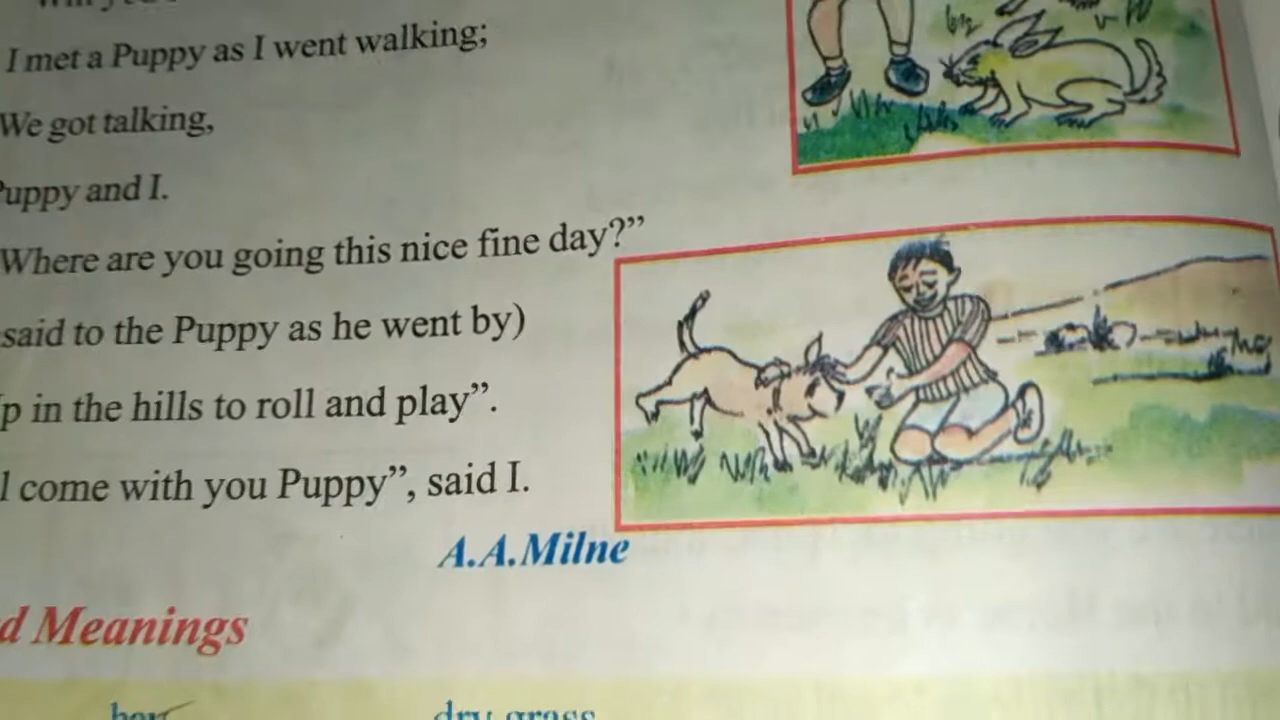 I met a Puppy as I went walking;
We got talking,
Puppy and I.
Where are you going this nice fine day?”
said to the Puppy as he went by)
p in the hills to roll and play”.
l come with you Puppy”, said I.
A.A.Milne
d Meanings
dry grass